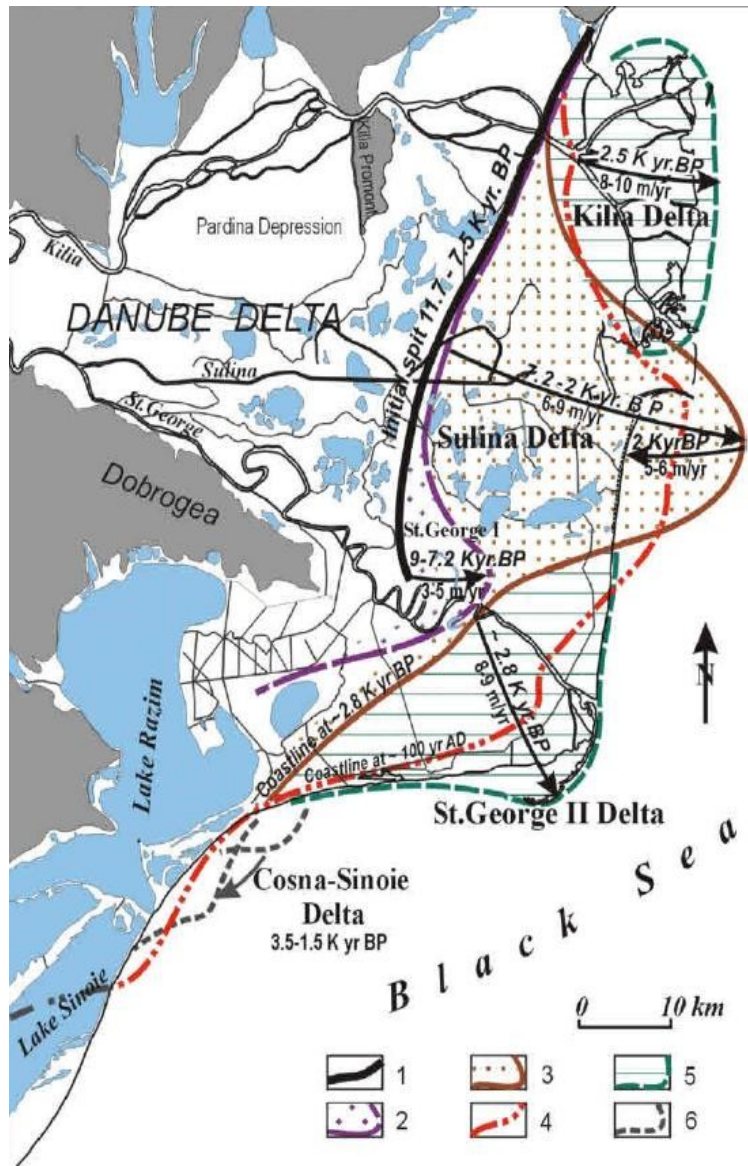 Kilia Promont.
Pardina Depression
Kilia
DANUBE DELTA
Sulina
St.George
Dobrogea
Initial spit 11.7 - 7.5 K yr. BP
2.5 K yr.BP
8-10 m/yr
Kilia Delta
7.2 - 2 K yr. B P
6-9 m/yr
Sulina Delta
2 KyrBP
5-6 m/yr
St.George I
9-7.2 Kyr.BP
3-5 m/yr
~ 2.8 K yr BP
8-9 m/yr
N
Lake Razim
Coastline at ~ 2.8 K yr BP
Coastline at ~ 100 yr AD
St.George II Delta
Cosna-Sinoie
Delta
3.5-1.5 K yr BP
Black Sea
Lake Sinoie
0 10 km
1 3 5
2 4 6